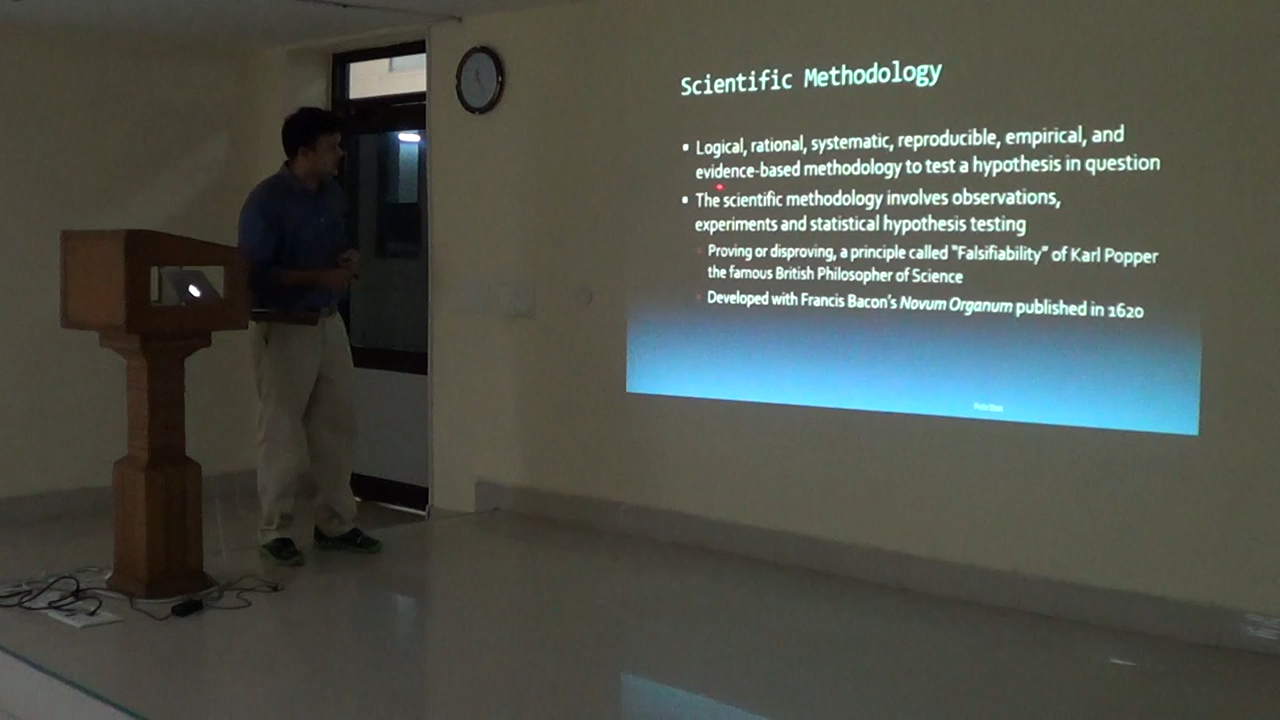 Scientific Methodology
• Logical, rational, systematic, reproducible, empirical, and
evidence-based methodology to test a hypothesis in question
• The scientific methodology involves observations,
experiments and statistical hypothesis testing
Proving or disproving, a principle called "Falsifiability" of Karl Popper
the famous British Philosopher of Science
Developed with Francis Bacon's Novum Organum published in 1620